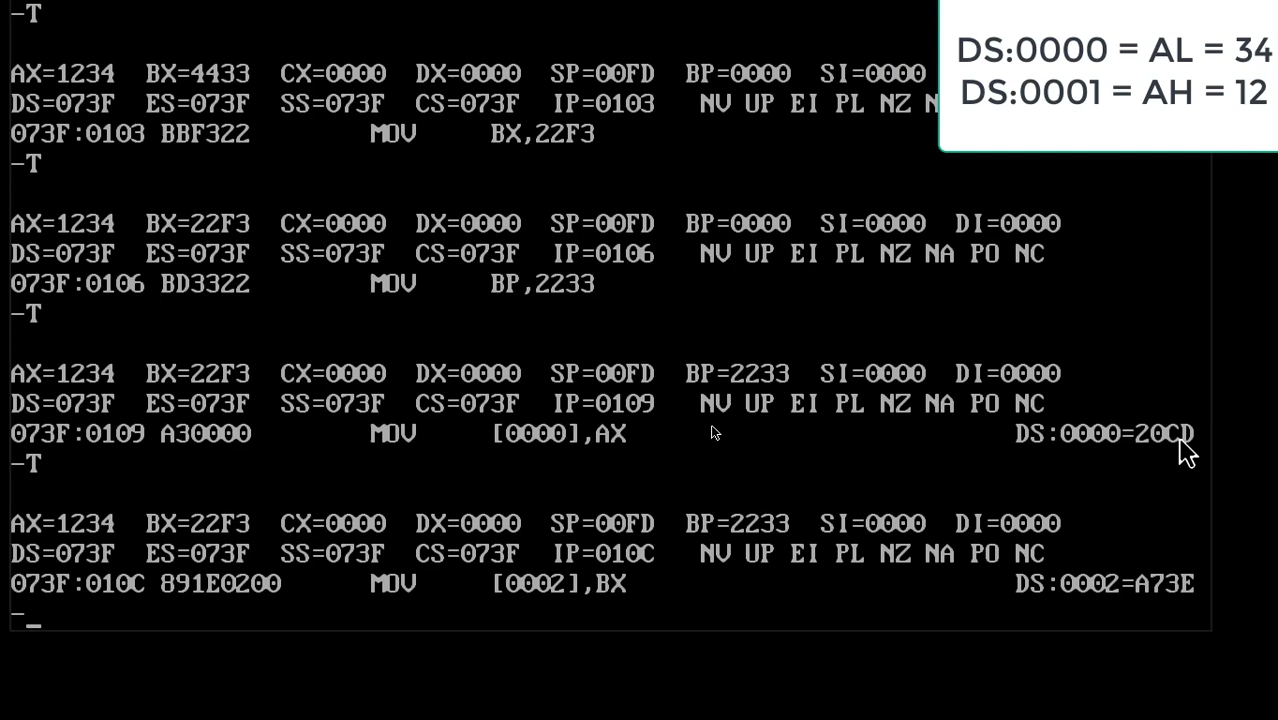 -T
DS:0000 = AL = 34
DS:0001 = AH = 12
AX=1234 BX=4433 CX=0000 DX=0000 SP=00FD BP=0000 SI=0000
DS=073F ES=073F SS=073F CS=073F IP=0103 NV UP EI PL NZ N
073F:0103 BBF322 MOV BX,22F3
-T
AX=1234 BX=22F3 CX=0000 DX=0000 SP=00FD BP=0000 SI=0000 DI=0000
DS=073F ES=073F SS=073F CS=073F IP=0106 NV UP EI PL NZ NA PO NC
073F:0106 BD3322 MOV BP,2233
-T
AX=1234 BX=22F3 CX=0000 DX=0000 SP=00FD BP=2233 SI=0000 DI=0000
DS=073F ES=073F SS=073F CS=073F IP=0109 NV UP EI PL NZ NA PO NC
073F:0109 A30000 MOV [0000],AX DS:0000=20CD
-T
AX=1234 BX=22F3 CX=0000 DX=0000 SP=00FD BP=2233 SI=0000 DI=0000
DS=073F ES=073F SS=073F CS=073F IP=010C NV UP EI PL NZ NA PO NC
073F:010C 891E0200 MOV [0002],BX DS:0002=A73E
-_